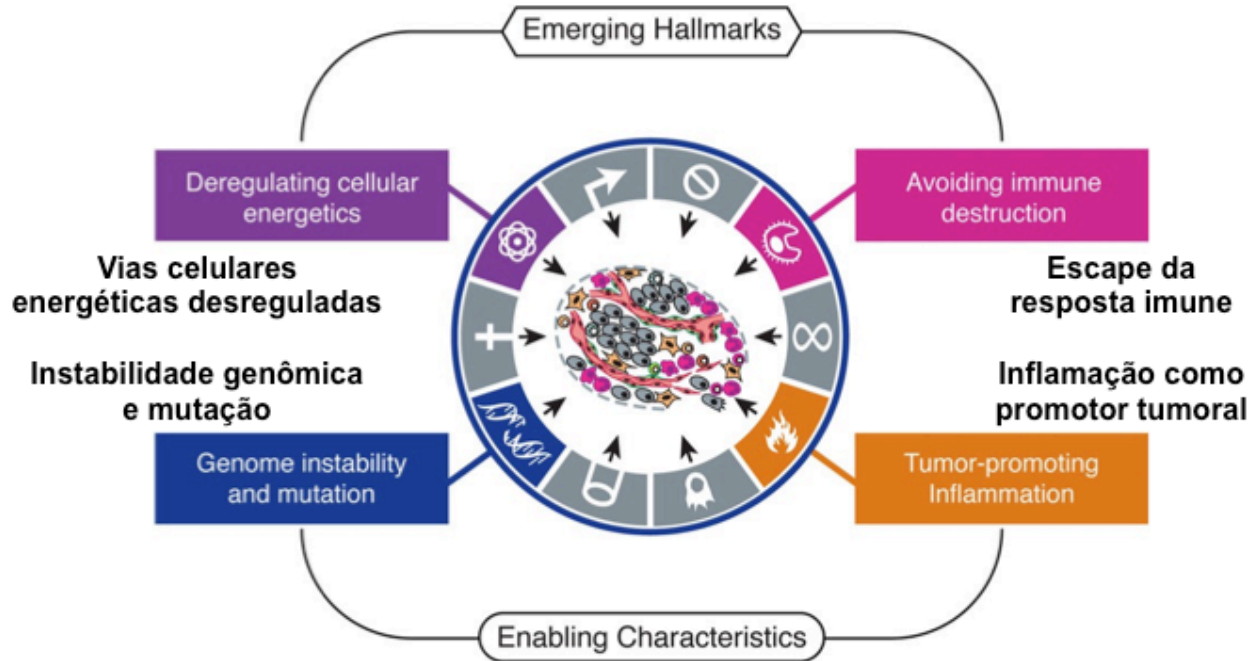 Emerging Hallmarks
Deregulating cellular
energetics
Avoiding immune
destruction
Vias celulares
energéticas desreguladas
Escape da
resposta imune
Instabilidade genômica
e mutação
Inflamação como
promotor tumoral
Genome instability
and mutation
Tumor-promoting
Inflammation
Enabling Characteristics